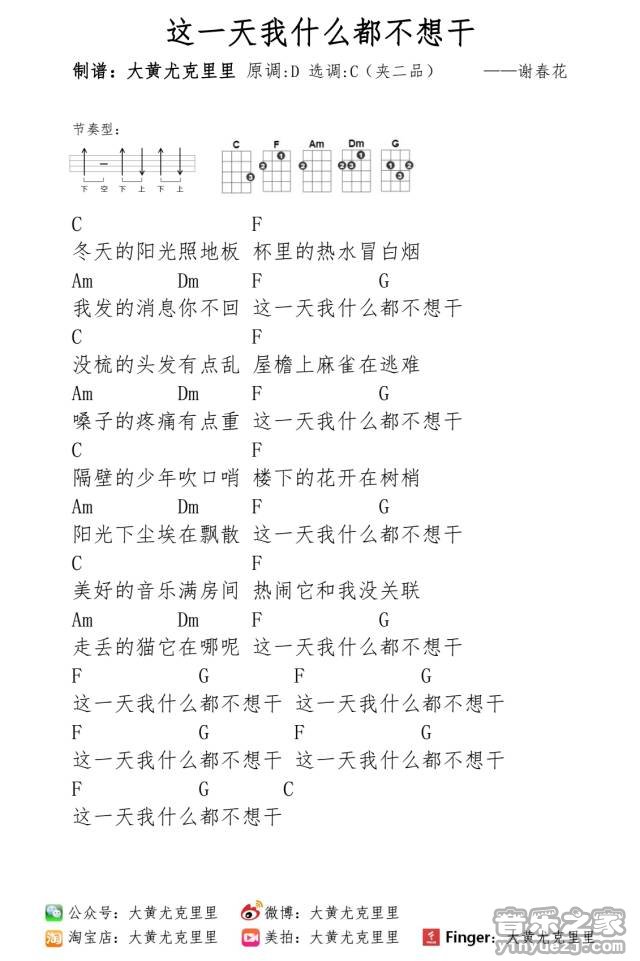 这一天我什么都不想干
制谱：大黄尤克里里 原调:D 选调:C（夹二品） ——谢春花
节奏型：
C F Am Dm G
下 空 下 上 下 上
C F
冬天的阳光照地板 杯里的热水冒白烟
Am Dm F G
我发的消息你不回 这一天我什么都不想干
C F
没梳的头发有点乱 屋檐上麻雀在逃难
Am Dm F G
嗓子的疼痛有点重 这一天我什么都不想干
C F
隔壁的少年吹口哨 楼下的花开在树梢
Am Dm F G
阳光下尘埃在飘散 这一天我什么都不想干
C F
美好的音乐满房间 热闹它和我没关联
Am Dm F G
走丢的猫它在哪呢 这一天我什么都不想干
F G F G
这一天我什么都不想干 这一天我什么都不想干
F G F G
这一天我什么都不想干 这一天我什么都不想干
F G C
这一天我什么都不想干
公众号：大黄尤克里里 微博：大黄尤克里里
淘宝店：大黄尤克里里 美拍：大黄尤克里里 Finger：大黄尤克里里
音乐之家
yinyuezj.com